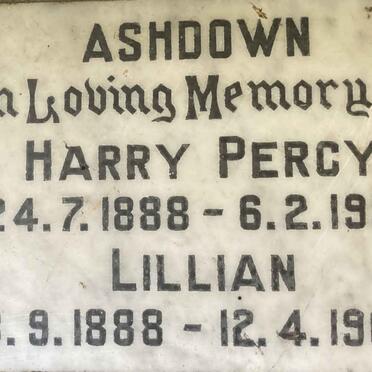 ASHDOWN
n Loving Memory
HARRY PERCY
24.7.1888 - 6.2.19
LILLIAN
.9.1888 - 12.4.19